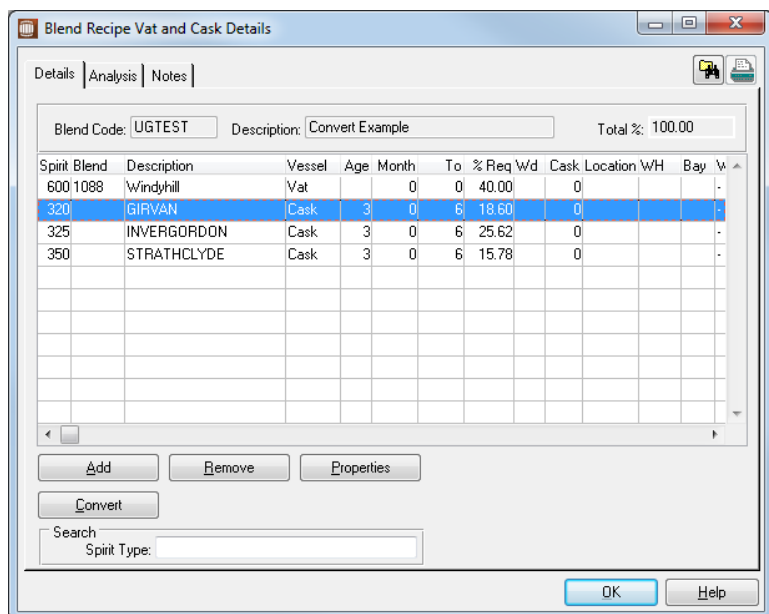 Blend Recipe Vat and Cask Details
Details Analysis Notes
Blend Code: UGTEST Description: Convert Example Total %: 100.00
Spirit Blend Description Vessel Age Month To % Req Wd Cask Location WH Bay
600 1088 Windyhill Vat 0 0 40.00 0 -
320 GIRVAN Cask 3 0 6 18.60 0 -
325 INVERGORDON Cask 3 0 6 25.62 0 -
350 STRATHCLYDE Cask 3 0 6 15.78 0 -
Add Remove Properties
Convert
Search
Spirit Type:
OK Help